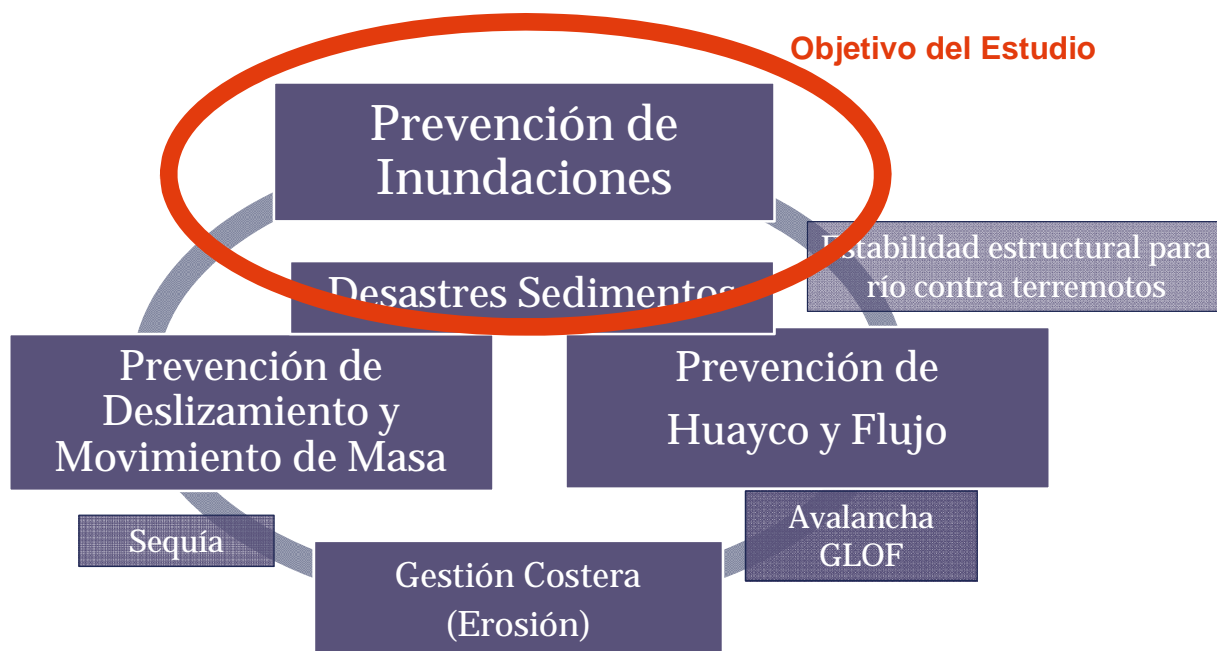 Objetivo del Estudio
Prevención de
Inundaciones
Estabilidad estructural para
río contra terremotos
Desastres Sedimentos
Prevención de
Deslizamiento y
Movimiento de Masa
Prevención de
Huayco y Flujo
Sequía
Avalancha
GLOF
Gestión Costera
(Erosión)